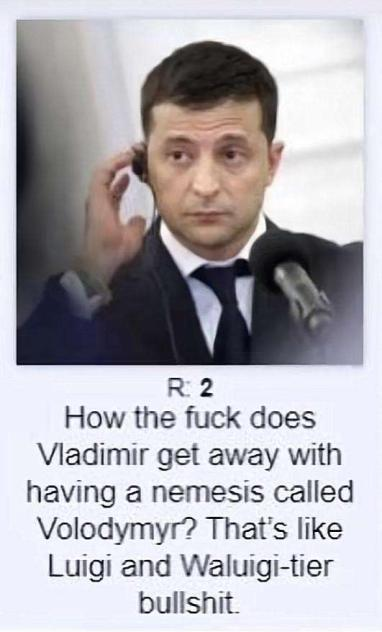 R: 2
How the fuck does
Vladimir get away with
having a nemesis called
Volodymyr? That's like
Luigi and Waluigi-tier
bullshit.